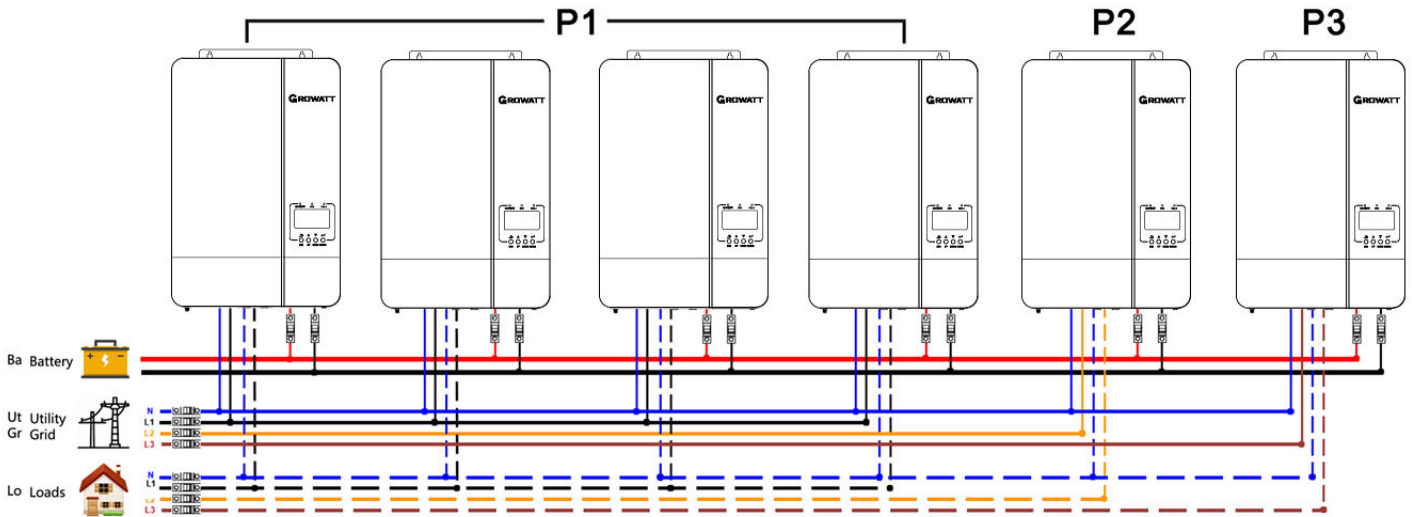 P1 P2 P3
GROWATT GROWATT GROWATT GROWATT GROWATT GROWATT
Ba Battery
+ -
Ut Utility
Gr Grid
N
L1
L2
L3
Lo Loads
N
L1
L2
L3